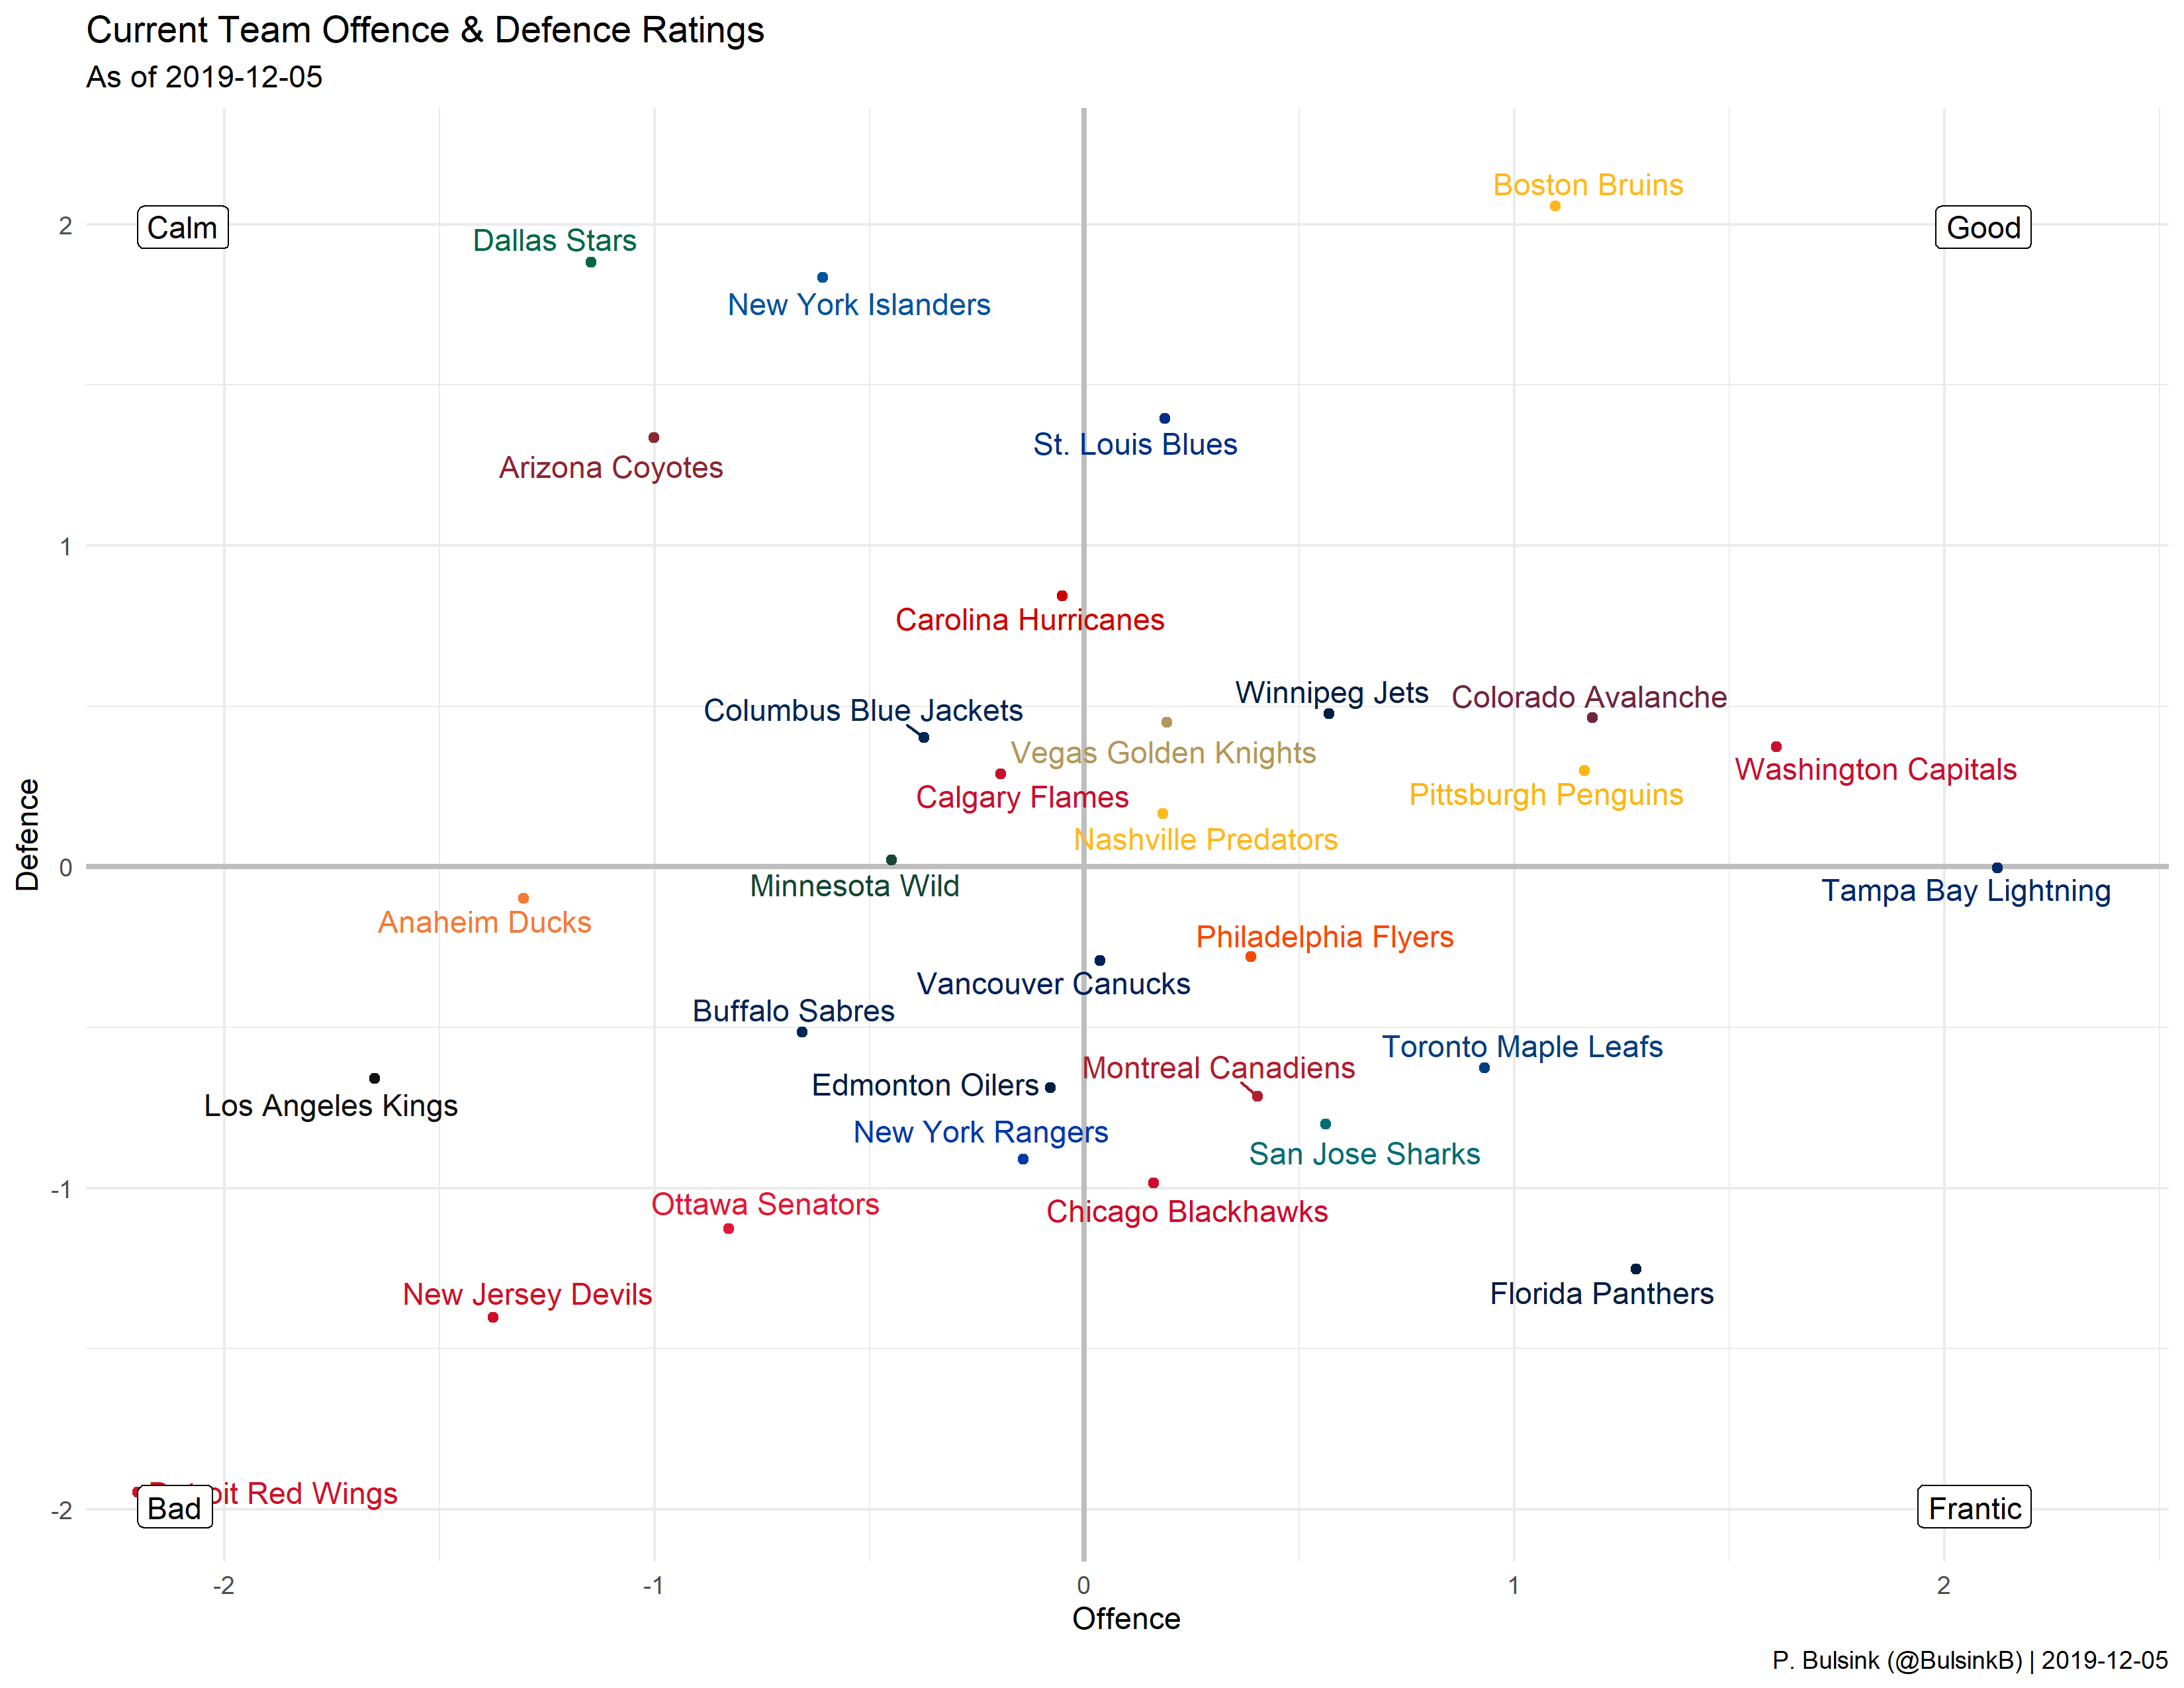 Current Team Offence & Defence Ratings
As of 2019-12-05
Boston Bruins
2
Calm
Good
Dallas Stars
New York Islanders
St. Louis Blues
Arizona Coyotes
1
Carolina Hurricanes
Winnipeg Jets
Colorado Avalanche
Columbus Blue Jackets
Vegas Golden Knights
Washington Capitals
Pittsburgh Penguins
Calgary Flames
Nashville Predators
Defence
0
Minnesota Wild
Tampa Bay Lightning
Anaheim Ducks
Philadelphia Flyers
Vancouver Canucks
Buffalo Sabres
Toronto Maple Leafs
Montreal Canadiens
Edmonton Oilers
Los Angeles Kings
New York Rangers
San Jose Sharks
-1
Ottawa Senators
Chicago Blackhawks
New Jersey Devils
Florida Panthers
Detroit Red Wings
-2
Bad
Frantic
-2 -1 0 1 2
Offence
P. Bulsink (@BulsinkB) | 2019-12-05